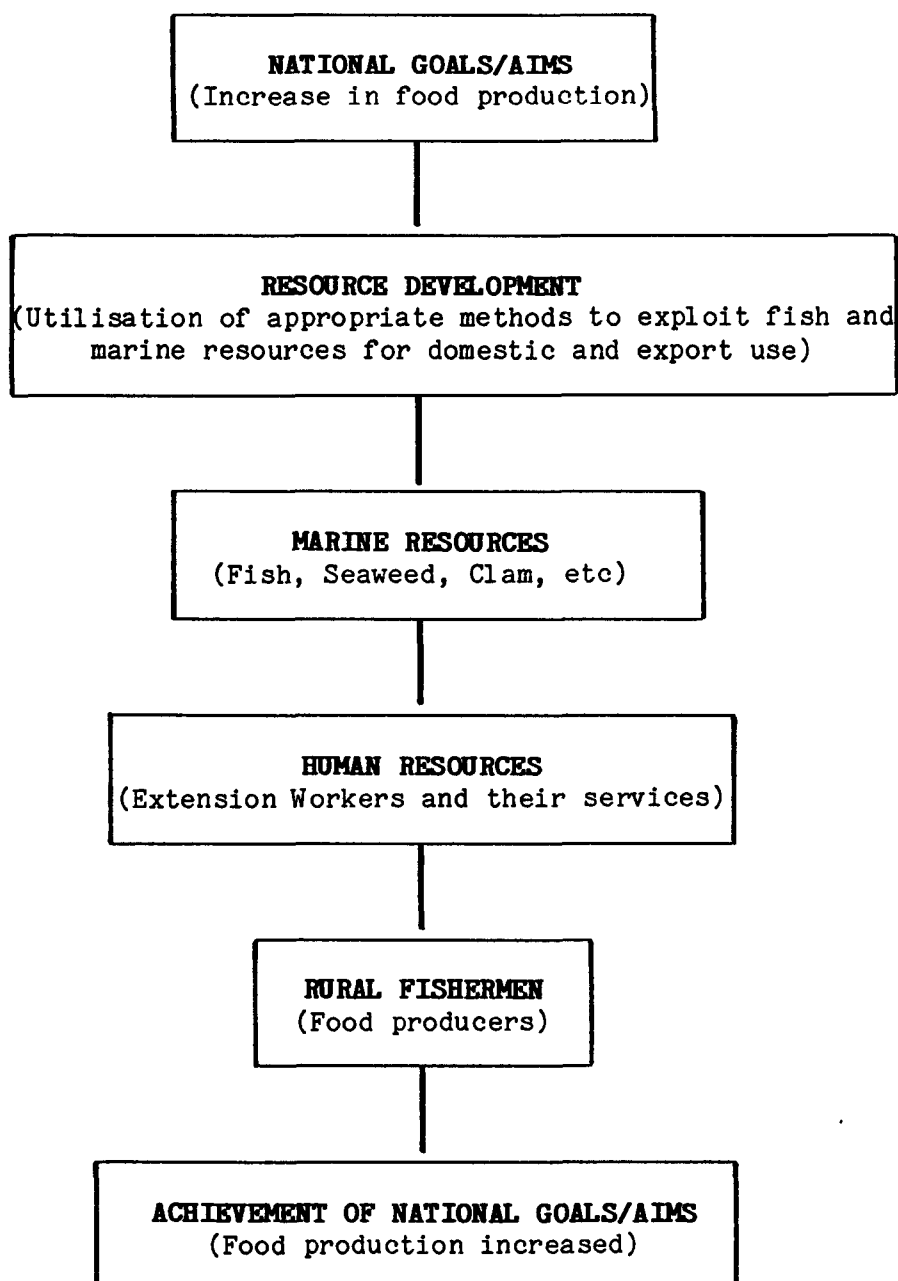 NATIONAL GOALS/AIMS
(Increase in food production)
RESOURCE DEVELOPMENT
(Utilisation of appropriate methods to exploit fish and
marine resources for domestic and export use)
MARINE RESOURCES
(Fish, Seaweed, Clam, etc)
HUMAN RESOURCES
(Extension Workers and their services)
RURAL FISHERMEN
(Food producers)
ACHIEVEMENT OF NATIONAL GOALS/AIMS
(Food production increased)